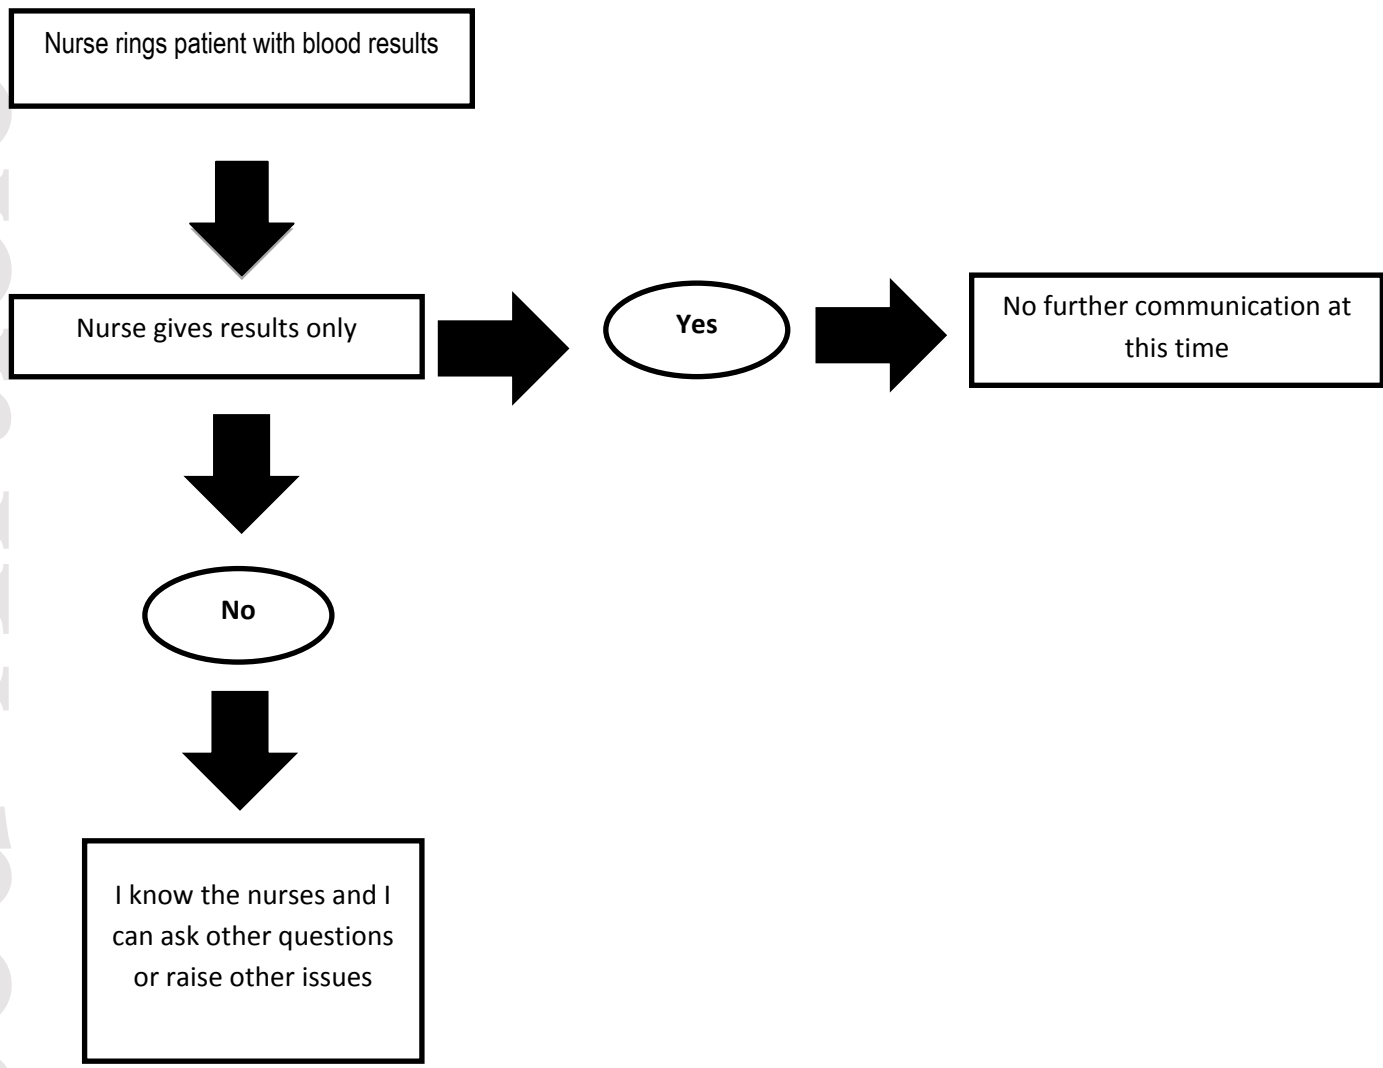 Nurse rings patient with blood results
Nurse gives results only
Yes
No further communication at
this time
No
I know the nurses and I
can ask other questions
or raise other issues